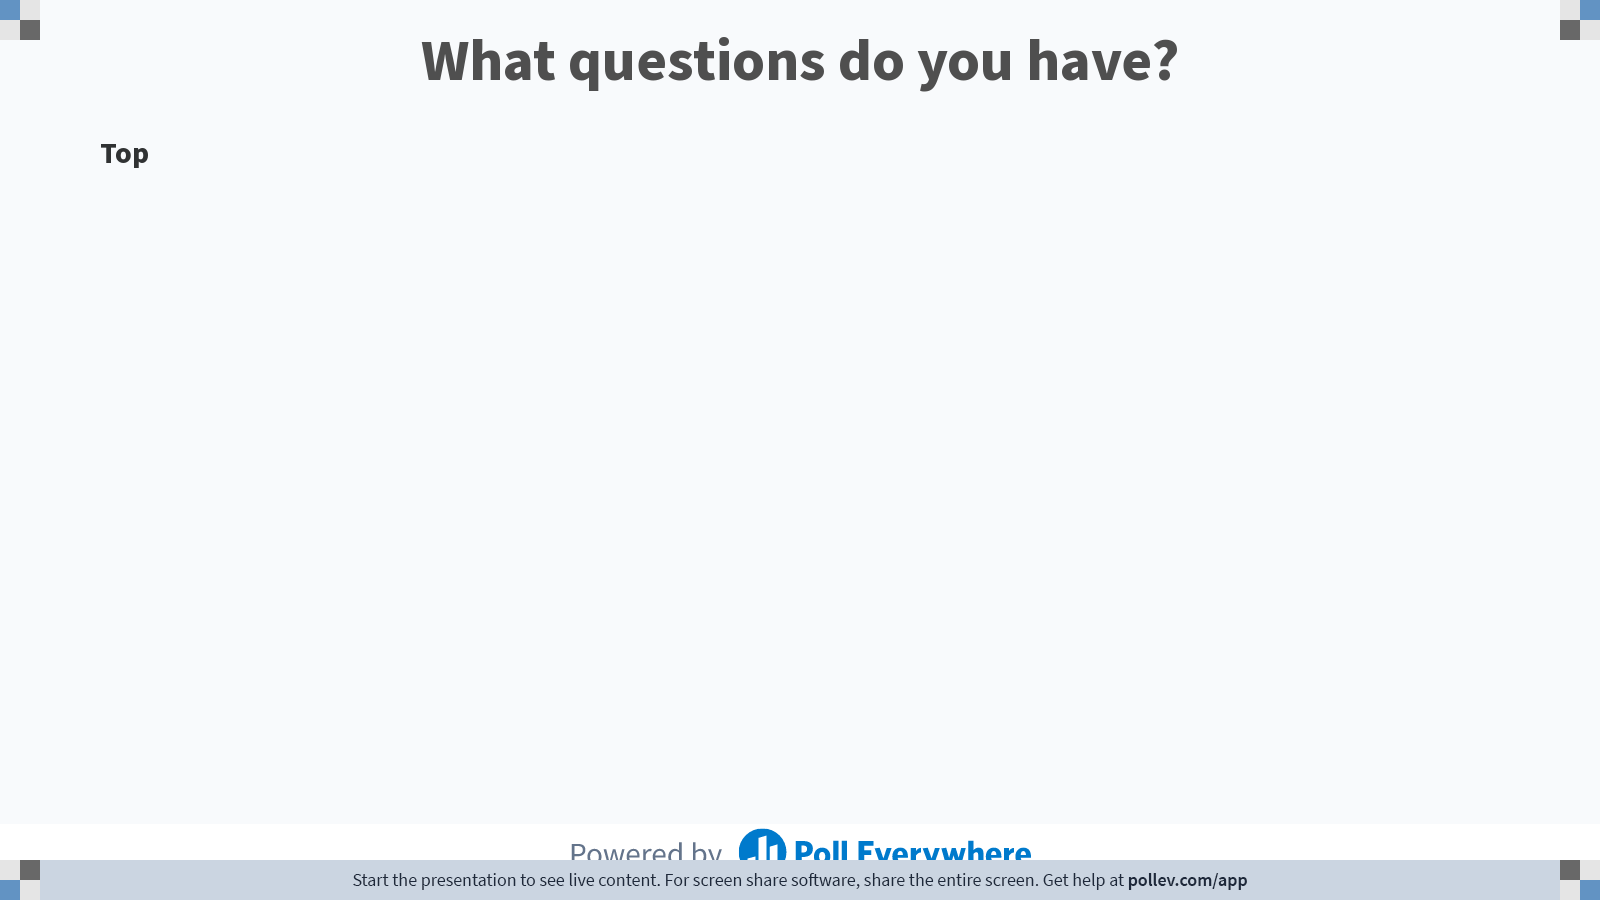 What questions do you have?
Top
Powered by Poll Everywhere
Start the presentation to see live content. For screen share software, share the entire screen. Get help at pollev.com/app